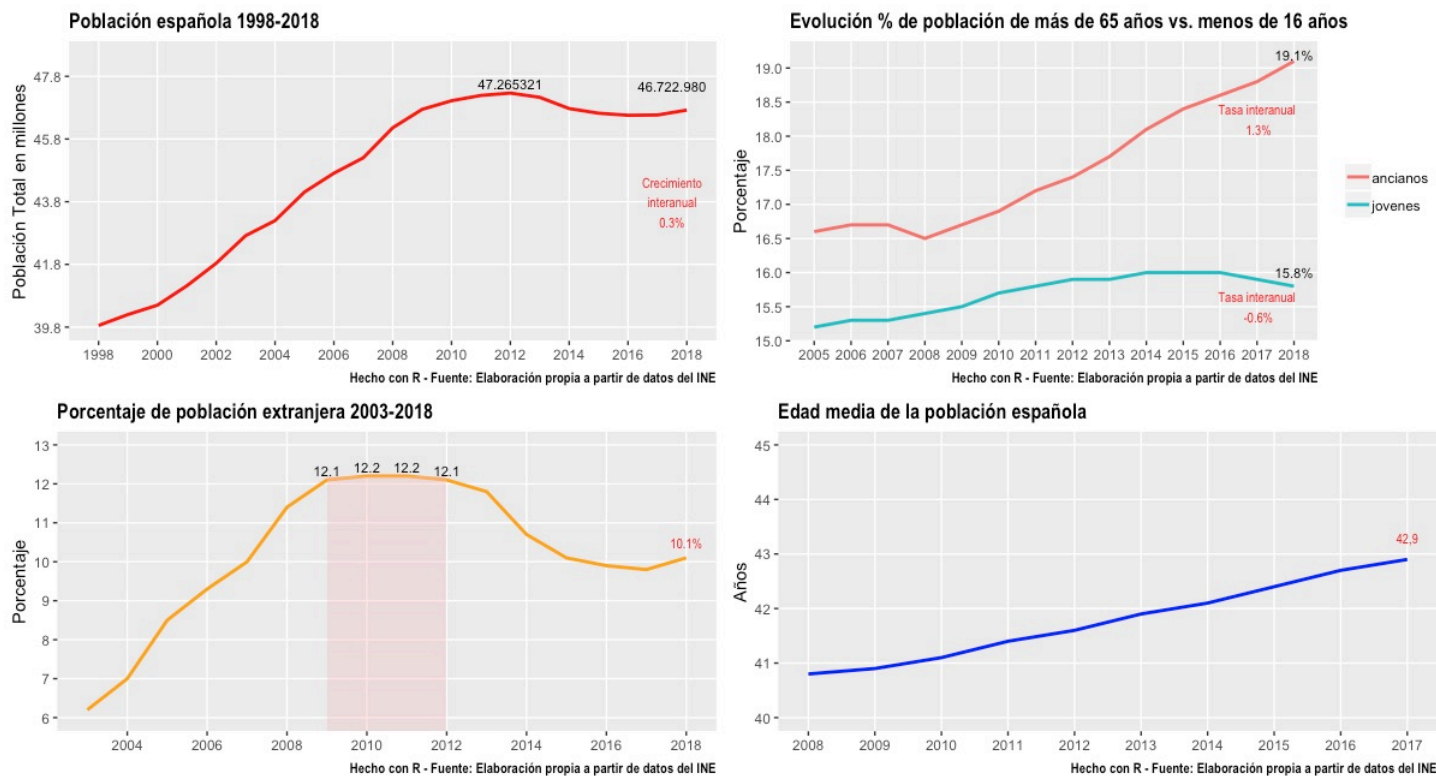 Población española 1998-2018
Población Total en millones
47.8
45.8
43.8
41.8
39.8
47.265321
46.722.980
Crecimiento
interanual
0.3%
1998 2000 2002 2004 2006 2008 2010 2012 2014 2016 2018
Hecho con R - Fuente: Elaboración propia a partir de datos del INE
Evolución % de población de más de 65 años vs. menos de 16 años
Porcentaje
19.0
18.5
18.0
17.5
17.0
16.5
16.0
15.5
15.0
19,1%
Tasa interanual
1.3%
15.8%
Tasa interanual
-0.6%
ancianos
jovenes
2005 2006 2007 2008 2009 2010 2011 2012 2013 2014 2015 2016 2017 2018
Hecho con R - Fuente: Elaboración propia a partir de datos del INE
Porcentaje de población extranjera 2003-2018
Porcentaje
13
12
11
10
9
8
7
6
12.1 12.2 12.2 12.1
10.1%
2004 2006 2008 2010 2012 2014 2016 2018
Hecho con R - Fuente: Elaboración propia a partir de datos del INE
Edad media de la población española
Años
45
44
43
42
41
40
42,9
2008 2009 2010 2011 2012 2013 2014 2015 2016 2017
Hecho con R - Fuente: Elaboración propia a partir de datos del INE